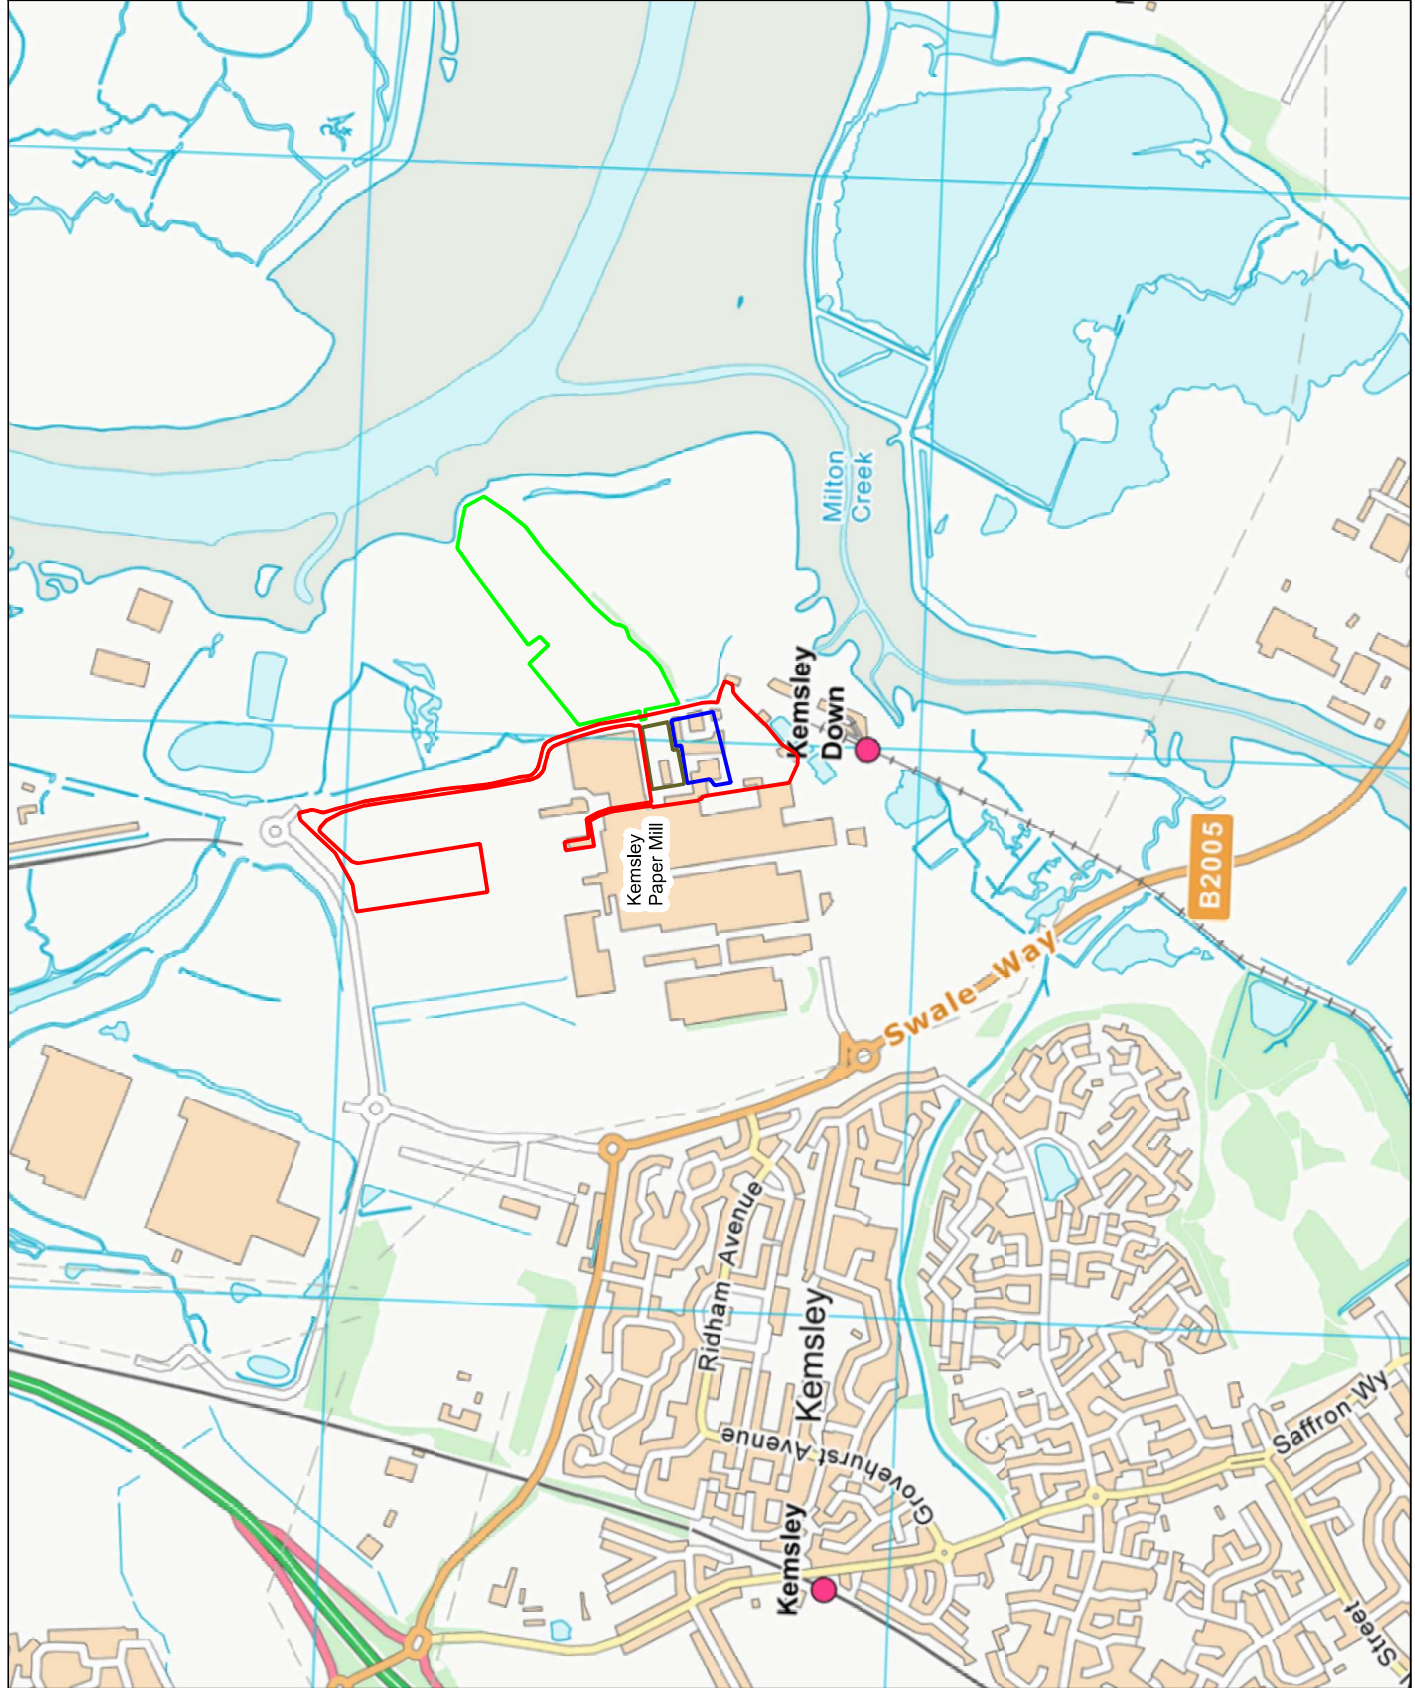 Milton
Creek
Kemsley
Down
Kemsley
Paper Mill
B2005
Swale Way
Ridham Avenue
Kemsley
Grovehurst Avenue
Kemsley
Saffron Wy
Street